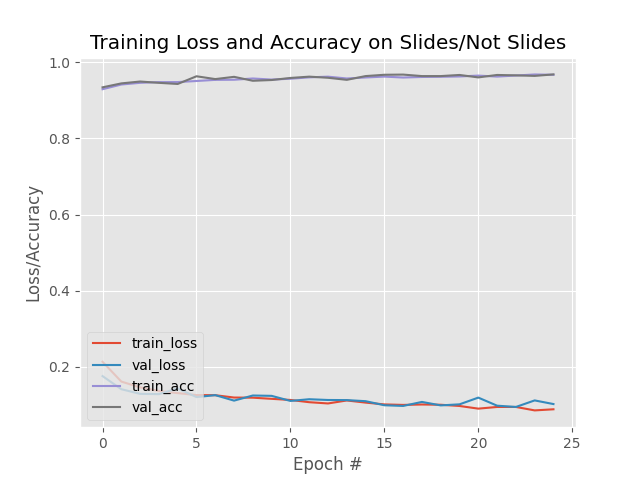 Training Loss and Accuracy on Slides/Not Slides
1.0
0.8
0.6
0.4
0.2
Loss/Accuracy
train_loss
val_loss
train_acc
val_acc
0
5
10
15
20
25
Epoch #